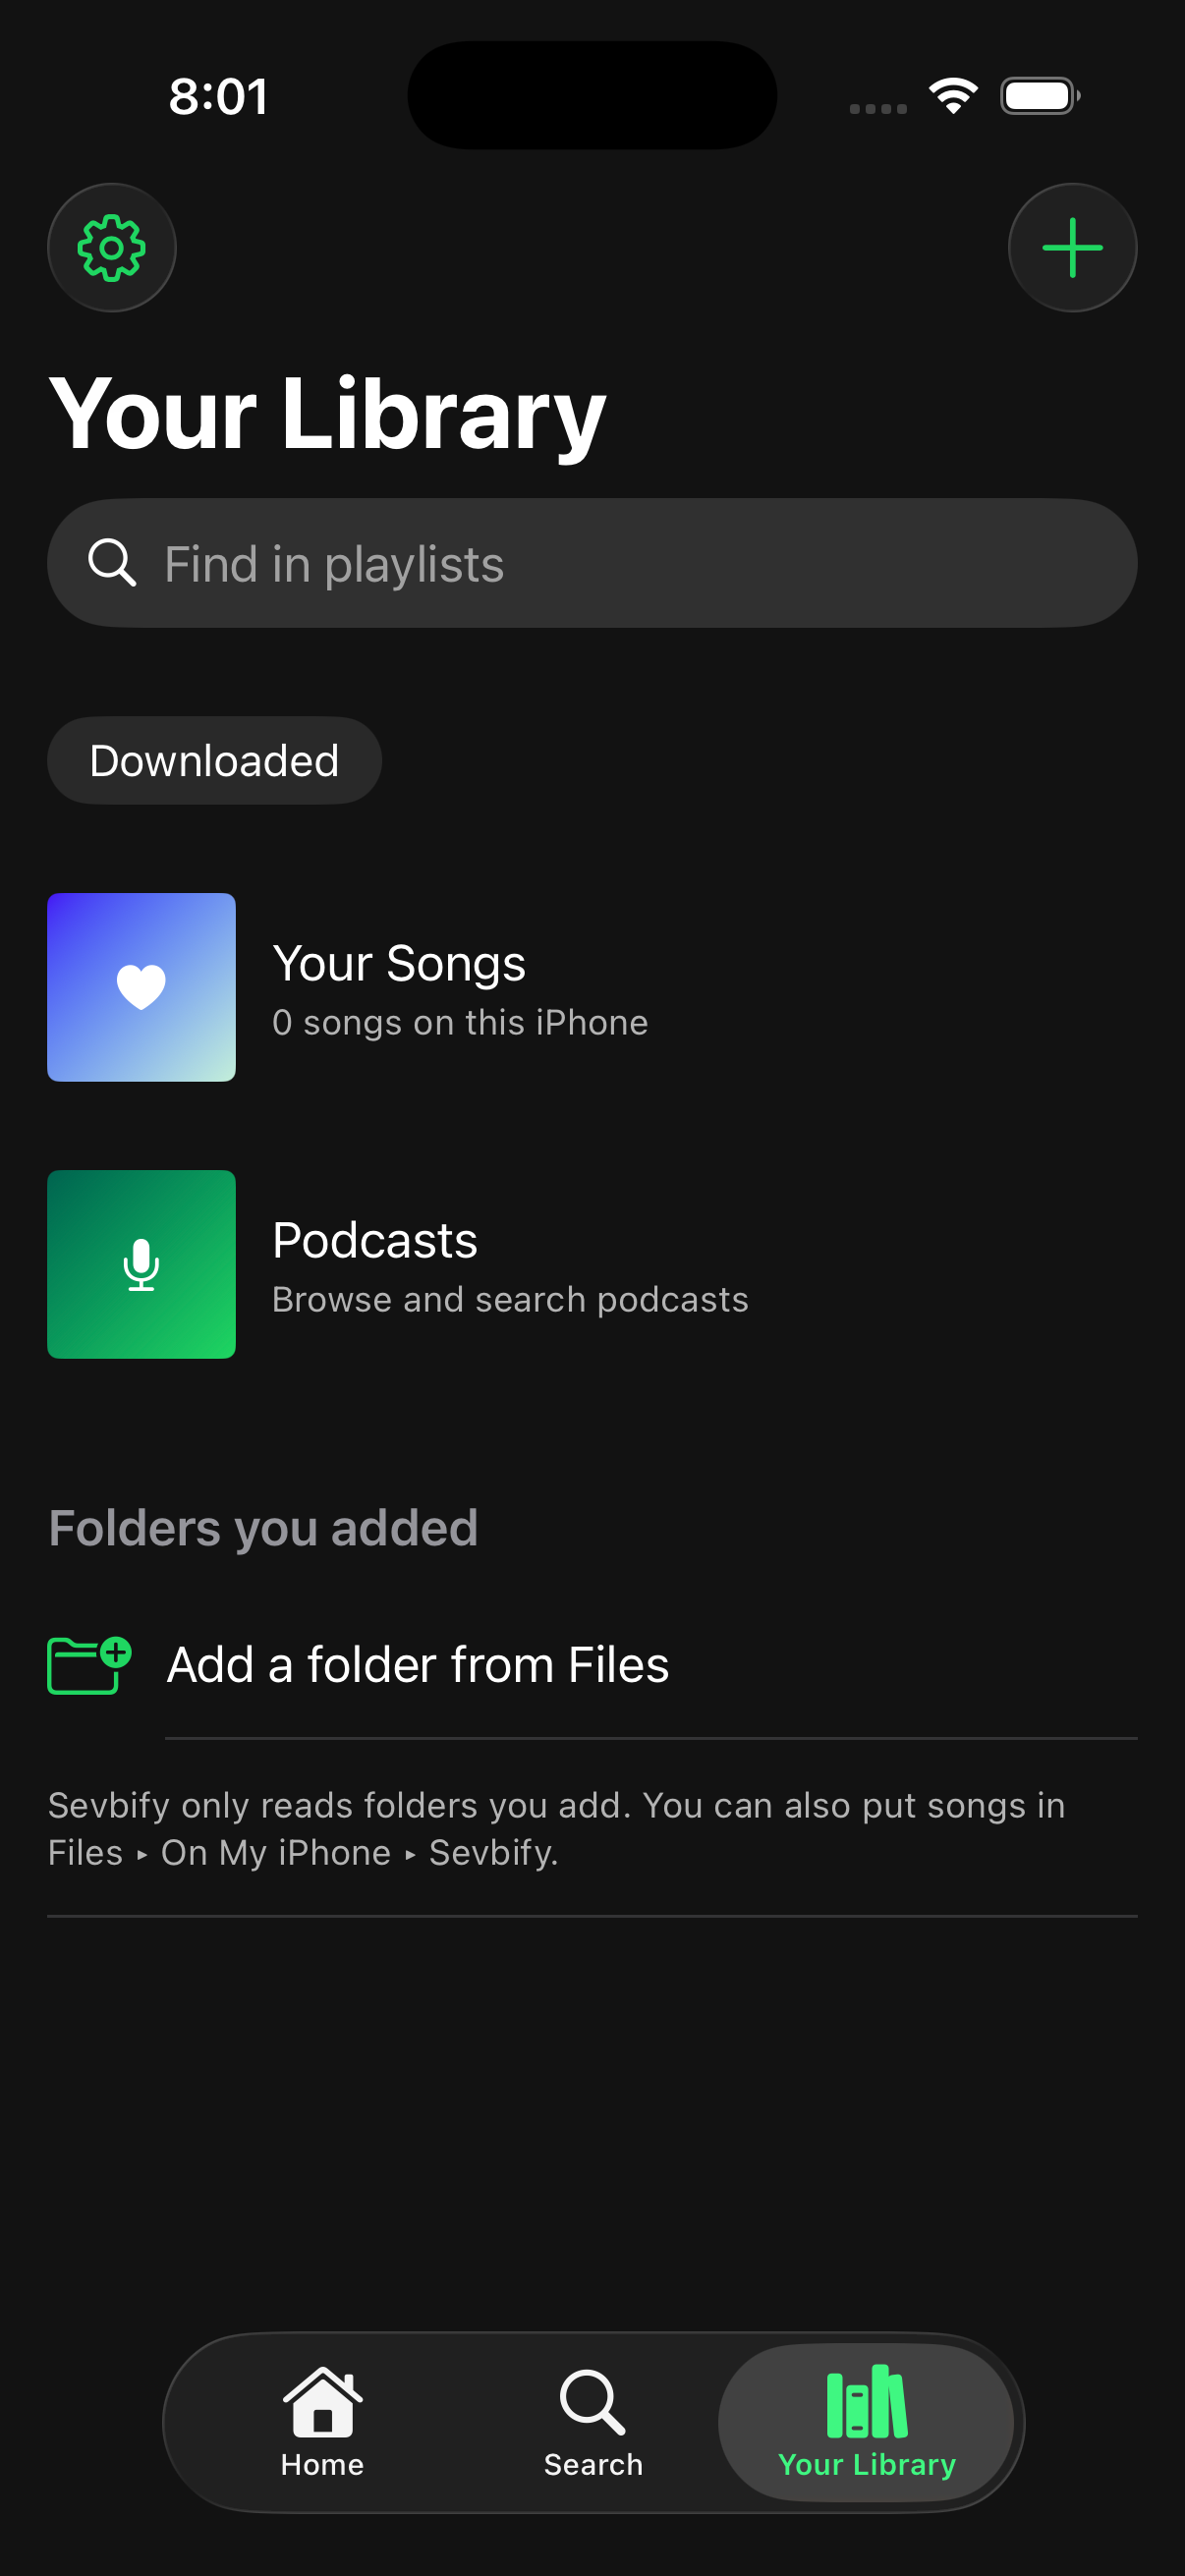 8:01
Your Library
Find in playlists
Downloaded
Your Songs
0 songs on this iPhone
Podcasts
Browse and search podcasts
Folders you added
Add a folder from Files
Sevbify only reads folders you add. You can also put songs in
Files ▸ On My iPhone ▸ Sevbify.
Home
Search
Your Library